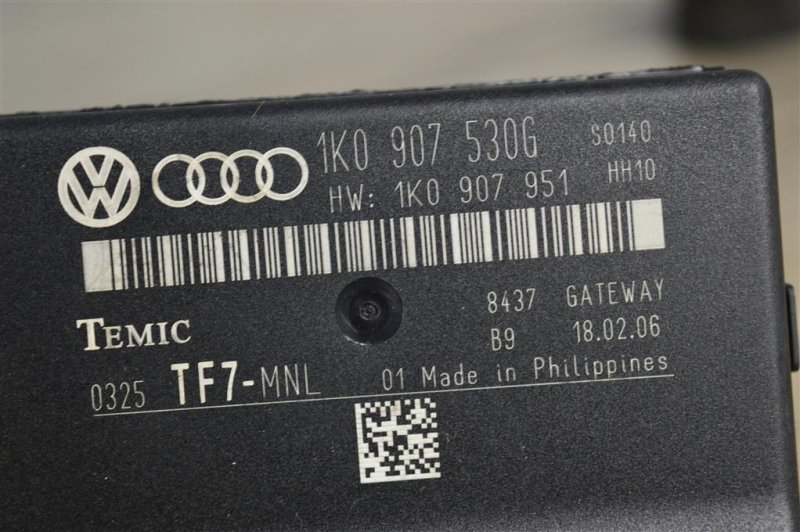 VW 1K0 907 530G S0140
HW: 1K0 907 951 HH10
8437 GATEWAY
TEMIC B9 18.02.06
0325 TF7-MNL 01 Made in Philippines